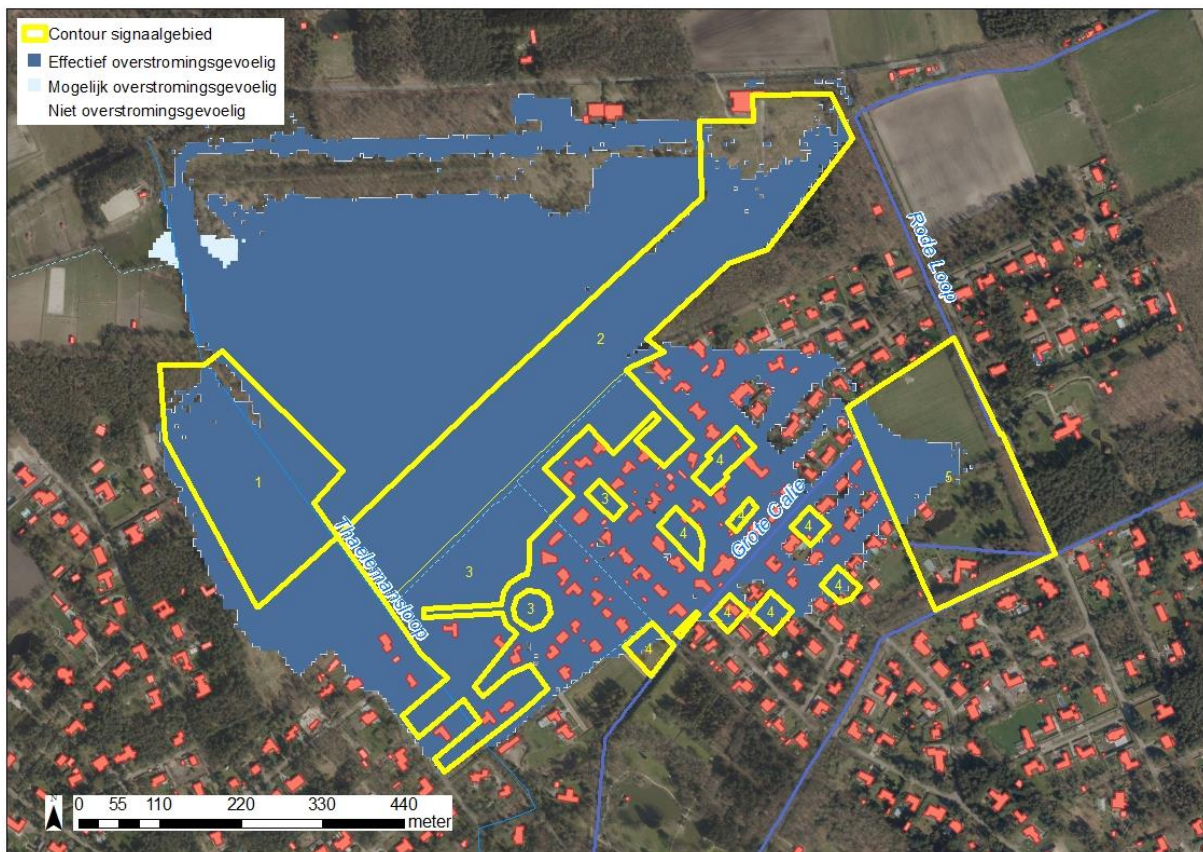 Contour signaalgebied
Effectief overstromingsgevoelig
Mogelijk overstromingsgevoelig
Niet overstromingsgevoelig
Rode Loop
2
1
5
4
3
4
4
4
Grote Calie
3
Thaelemansloop
3
4
4
4
4
N
0 55 110 220 330 440
meter